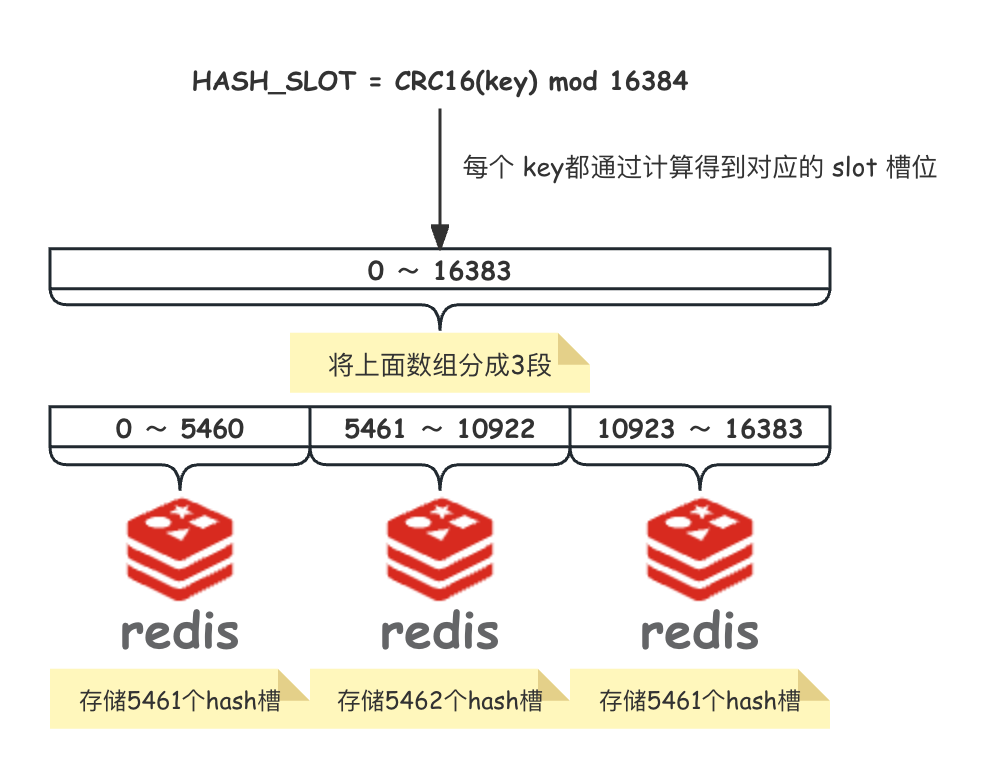 HASH_SLOT = CRC16(key) mod 16384
每个 key都通过计算得到对应的 slot 槽位
0 ～ 16383
将上面数组分成3段
0 ～ 5460
5461 ～ 10922
10923 ～ 16383
redis
redis
redis
存储5461个hash槽
存储5462个hash槽
存储5461个hash槽